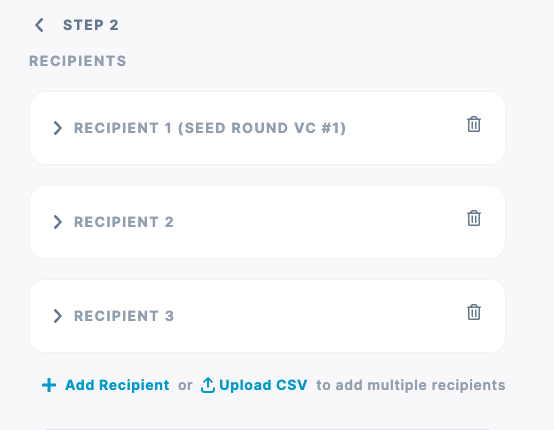 STEP 2
RECIPIENTS
RECIPIENT 1 (SEED ROUND VC #1)
RECIPIENT 2
RECIPIENT 3
Add Recipient or Upload CSV to add multiple recipients